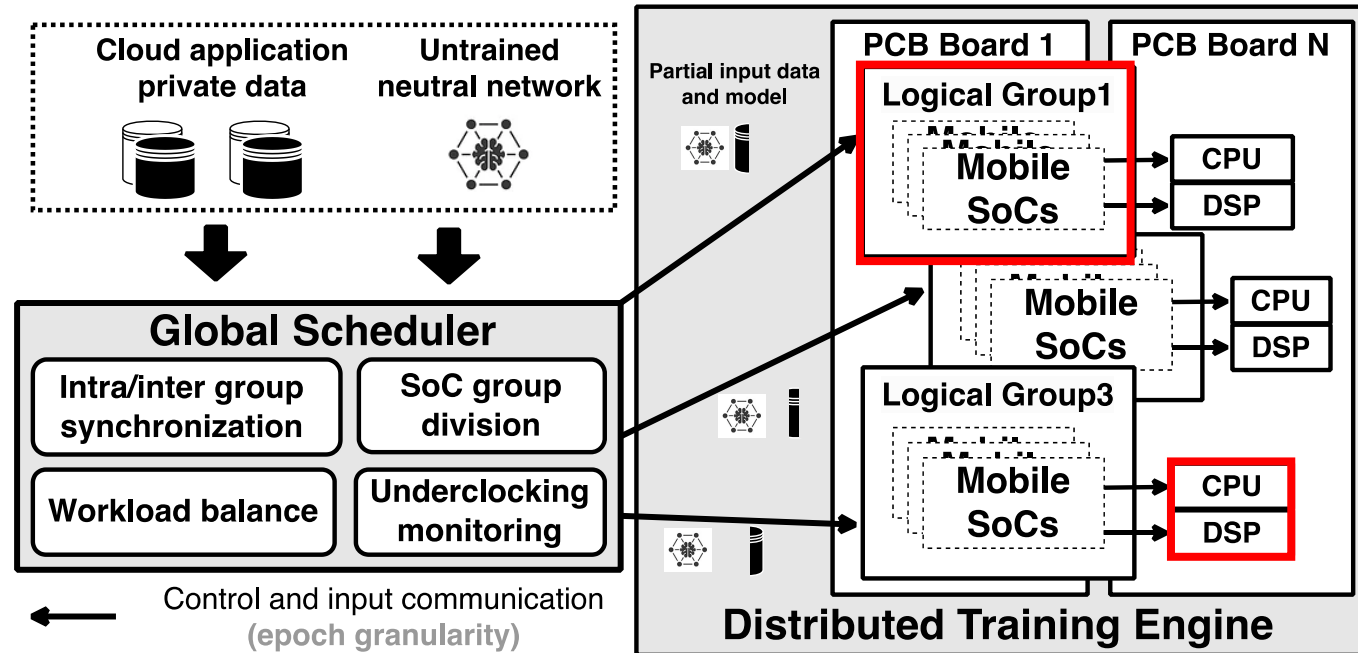 Cloud application
private data
Untrained
neutral network
Global Scheduler
Intra/inter group
synchronization
SoC group
division
Workload balance
Underclocking
monitoring
Control and input communication
(epoch granularity)
Partial input data
and model
PCB Board 1
PCB Board N
Logical Group1
Mobile
SoCs
CPU
DSP
Mobile
SoCs
CPU
DSP
Logical Group3
Mobile
SoCs
CPU
DSP
Distributed Training Engine